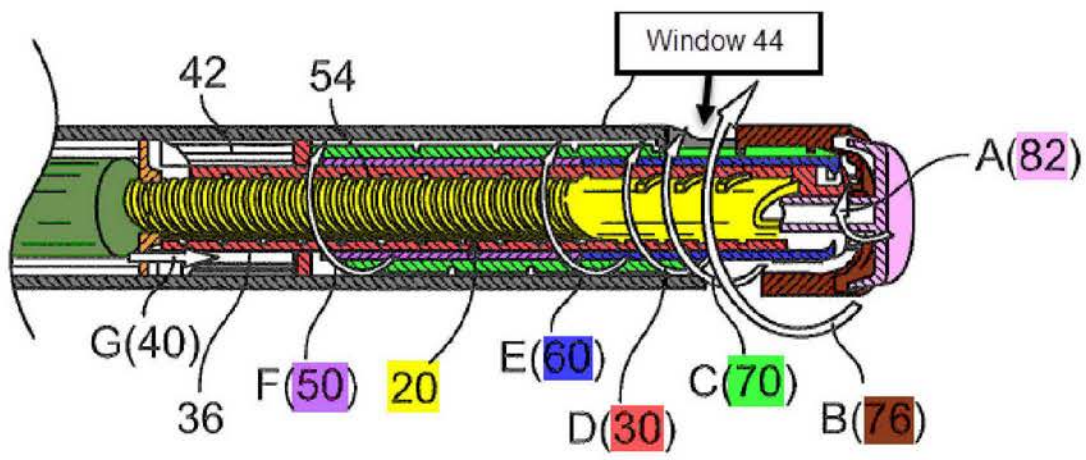 Window 44
42
54
A(82)
G(40)
36
F(50)
20
E(60)
D(30)
C(70)
B(76)